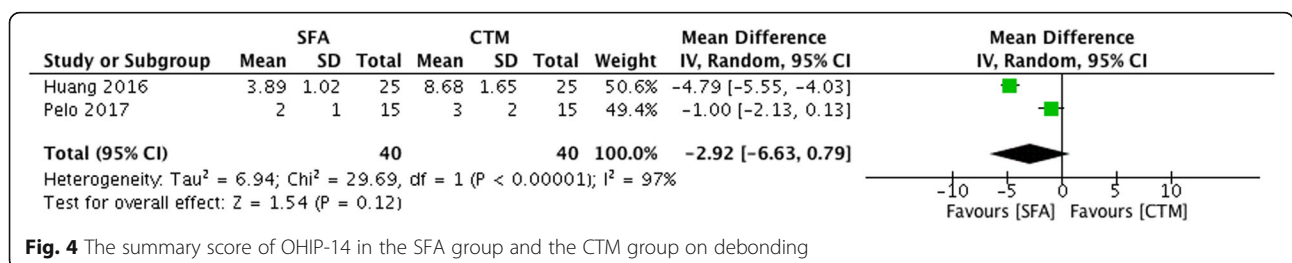 SFA CTM Mean Difference Mean Difference
Study or Subgroup Mean SD Total Mean SD Total Weight IV, Random, 95% CI IV, Random, 95% CI
Huang 2016 3.89 1.02 25 8.68 1.65 25 50.6% -4.79 [-5.55, -4.03]
Pelo 2017 2 1 15 3 2 15 49.4% -1.00 [-2.13, 0.13]
Total (95% CI) 40 40 100.0% -2.92 [-6.63, 0.79]
Heterogeneity: Tau² = 6.94; Chi² = 29.69, df = 1 (P < 0.00001); I² = 97%
Test for overall effect: Z = 1.54 (P = 0.12)
-10 -5 0 5 10
Favours [SFA] Favours [CTM]
Fig. 4 The summary score of OHIP-14 in the SFA group and the CTM group on debonding